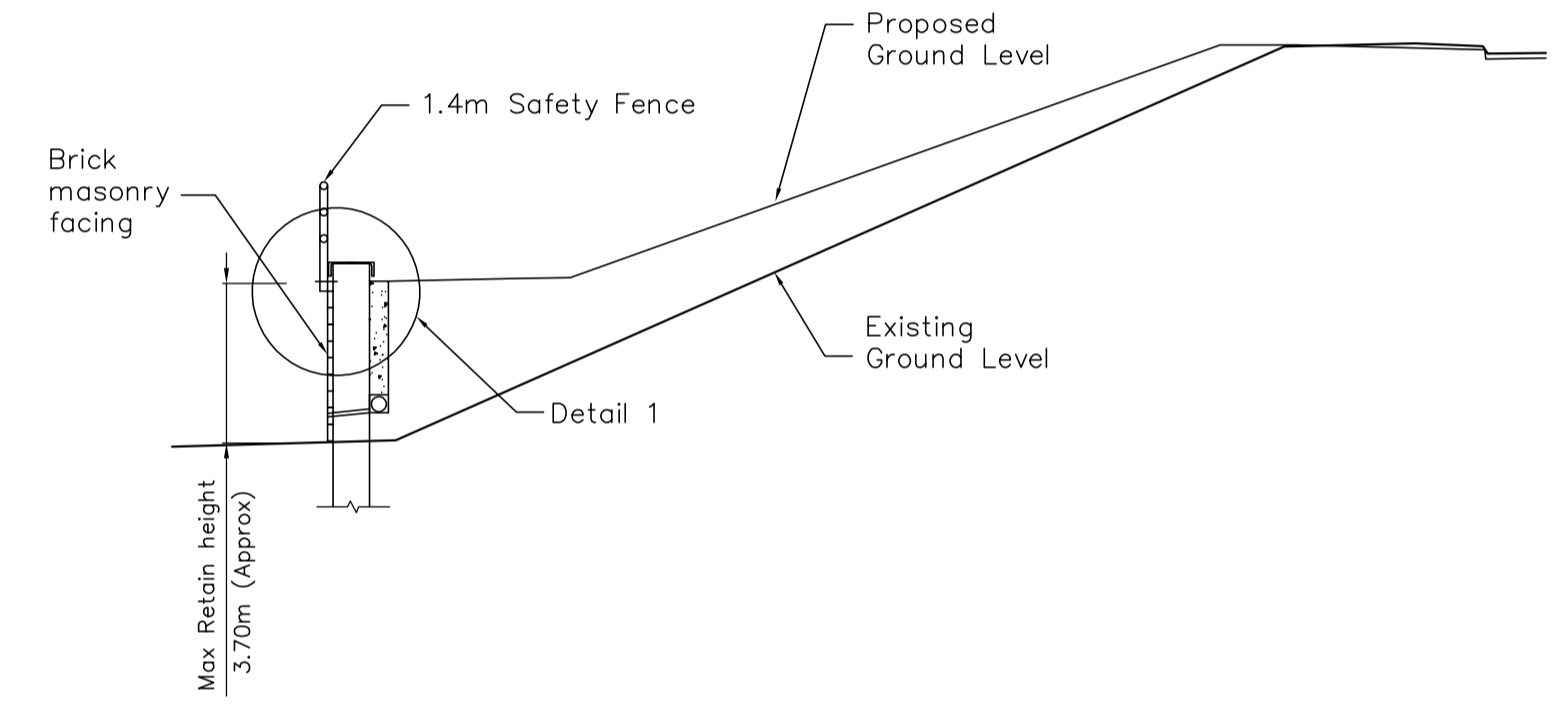 Proposed
Ground Level
1.4m Safety Fence
Brick
masonry
facing
Existing
Ground Level
Detail 1
Max Retain height
3.70m (Approx)